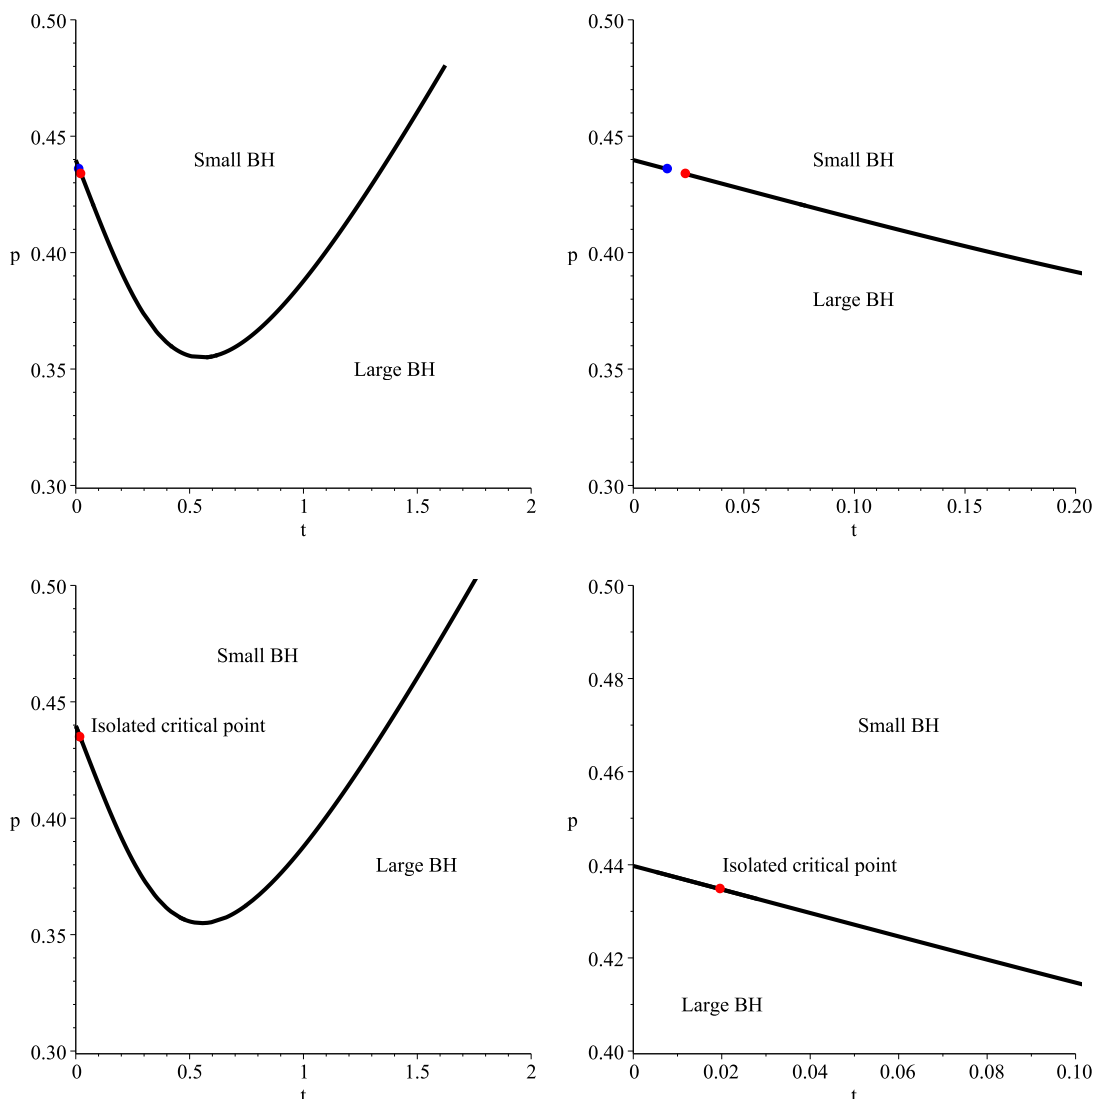 0.50
0.45
Small BH
p 0.40
0.35
Large BH
0.30
0 0.5 1 1.5 2
t
0.50
0.45
Small BH
p 0.40
Large BH
0.35
0.30
0 0.05 0.10 0.15 0.20
t
0.50
Small BH
0.45
Isolated critical point
p 0.40
Large BH
0.35
0.30
0 0.5 1 1.5 2
t
0.50
0.48
Small BH
0.46
p
0.44
Isolated critical point
0.42
Large BH
0.40
0 0.02 0.04 0.06 0.08 0.10
t